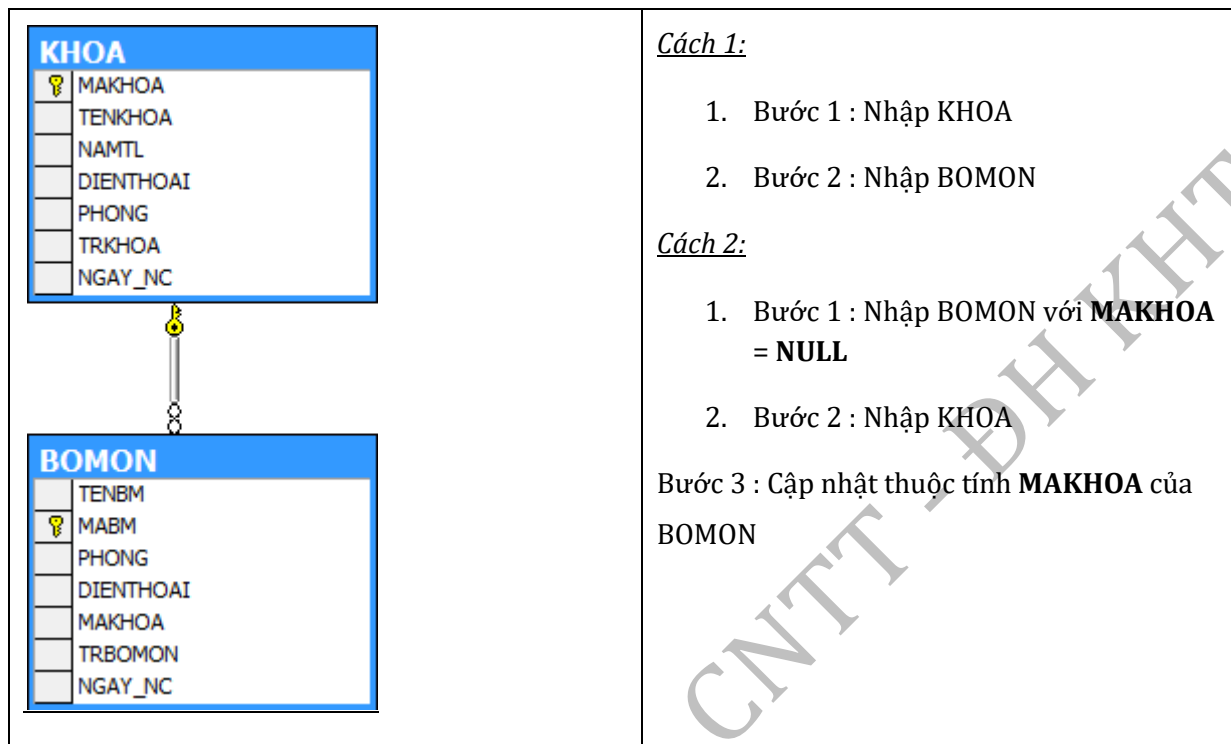 KHOA
MAKHOA
TENKHOA
NAMTL
DIENTHOAI
PHONG
TRKHOA
NGAY_NC
BOMON
TENBM
MABM
PHONG
DIENTHOAI
MAKHOA
TRBOMON
NGAY_NC
Cách 1:
1. Bước 1 : Nhập KHOA
2. Bước 2 : Nhập BOMON
Cách 2:
1. Bước 1 : Nhập BOMON với MAKHOA
= NULL
2. Bước 2 : Nhập KHOA
Bước 3 : Cập nhật thuộc tính MAKHOA của
BOMON
CNTT - ĐH KHT